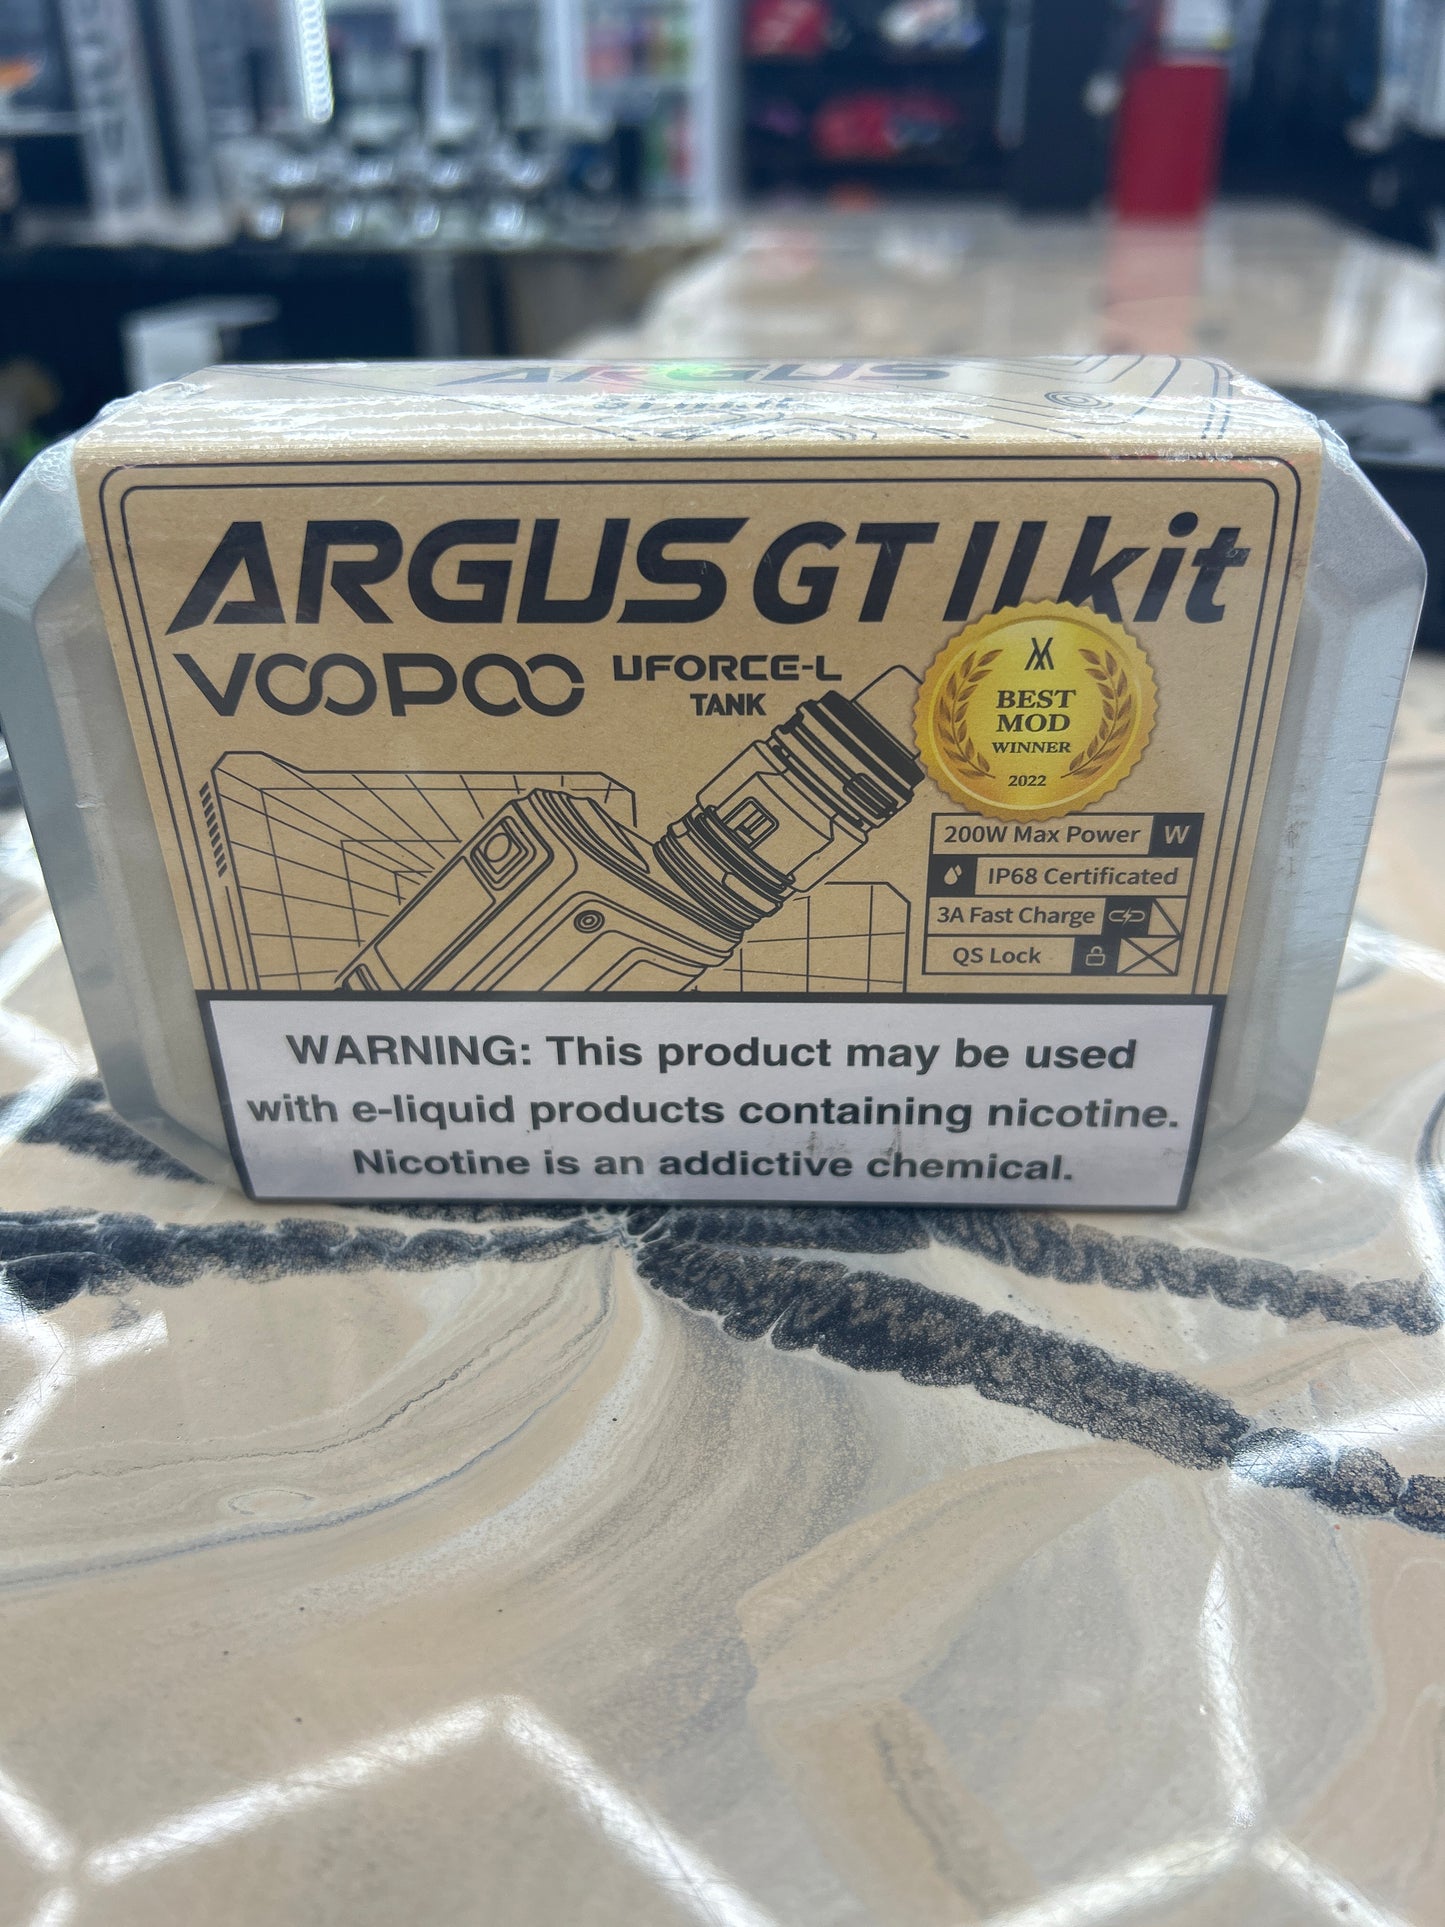 ARGUS
ARGUS GT II kit
VOOPOO
UFORCE-L
TANK
BEST
MOD
WINNER
2022
200W Max Power W
IP68 Certificated
3A Fast Charge
QS Lock
WARNING: This product may be used
with e-liquid products containing nicotine.
Nicotine is an addictive chemical.